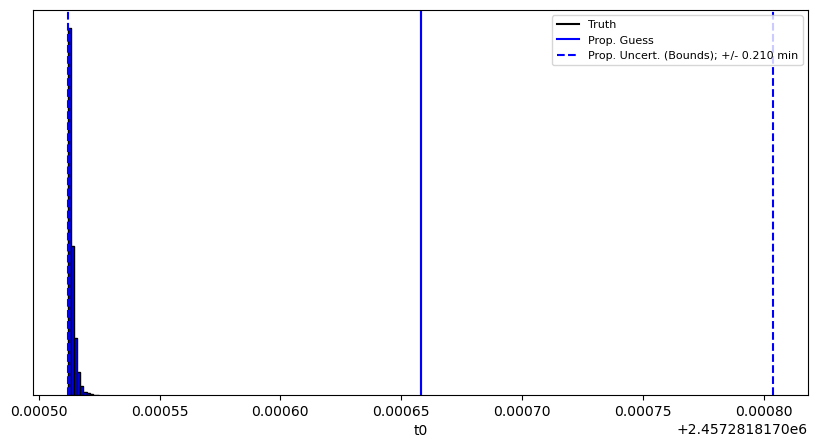 Truth
Prop. Guess
Prop. Uncert. (Bounds); +/- 0.210 min
0.00050 0.00055 0.00060 0.00065 0.00070 0.00075 0.00080
t0
+2.4572818170e6